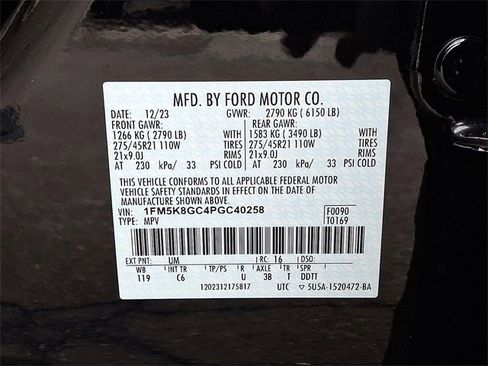 MFD. BY FORD MOTOR CO.
DATE: 12/23 GVWR: 2790 KG ( 6150 LB)
FRONT GAWR: REAR GAWR:
1266 KG ( 2790 LB) WITH 1583 KG ( 3490 LB) WITH
275/45R21 110W TIRES 275/45R21 110W TIRES
21x9.0J RIMS 21x9.0J RIMS
AT 230 kPa/ 33 PSI COLD AT 230 kPa/ 33 PSI COLD
THIS VEHICLE CONFORMS TO ALL APPLICABLE FEDERAL MOTOR
VEHICLE SAFETY STANDARDS IN EFFECT ON THE DATE OF
MANUFACTURE SHOWN ABOVE.
VIN: 1FM5K8GC4PGC40258 F0090
TYPE: MPV T0169
EXT PNT: UM RC: 16 DSO:
WB INT TR TP/PS R AXLE TR SPR
119 C6 U 3B T DDTT
1202312175817 UTC 5U5A-1520472-BA